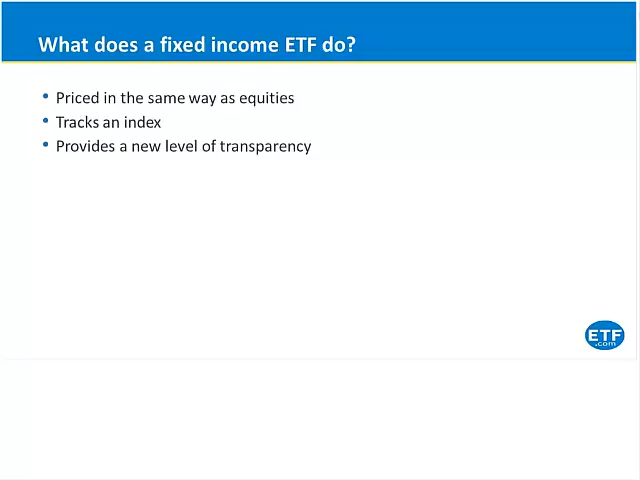 What does a fixed income ETF do?
• Priced in the same way as equities
• Tracks an index
• Provides a new level of transparency
ETF
.com